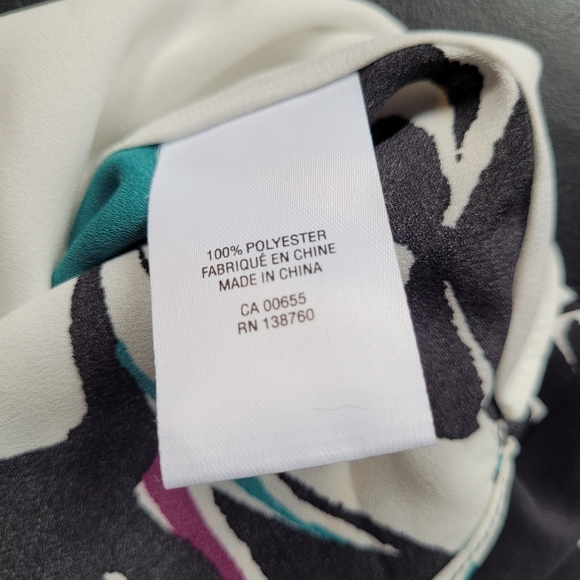 100% POLYESTER
FABRIQUÉ EN CHINE
MADE IN CHINA
CA 00655
RN 138760